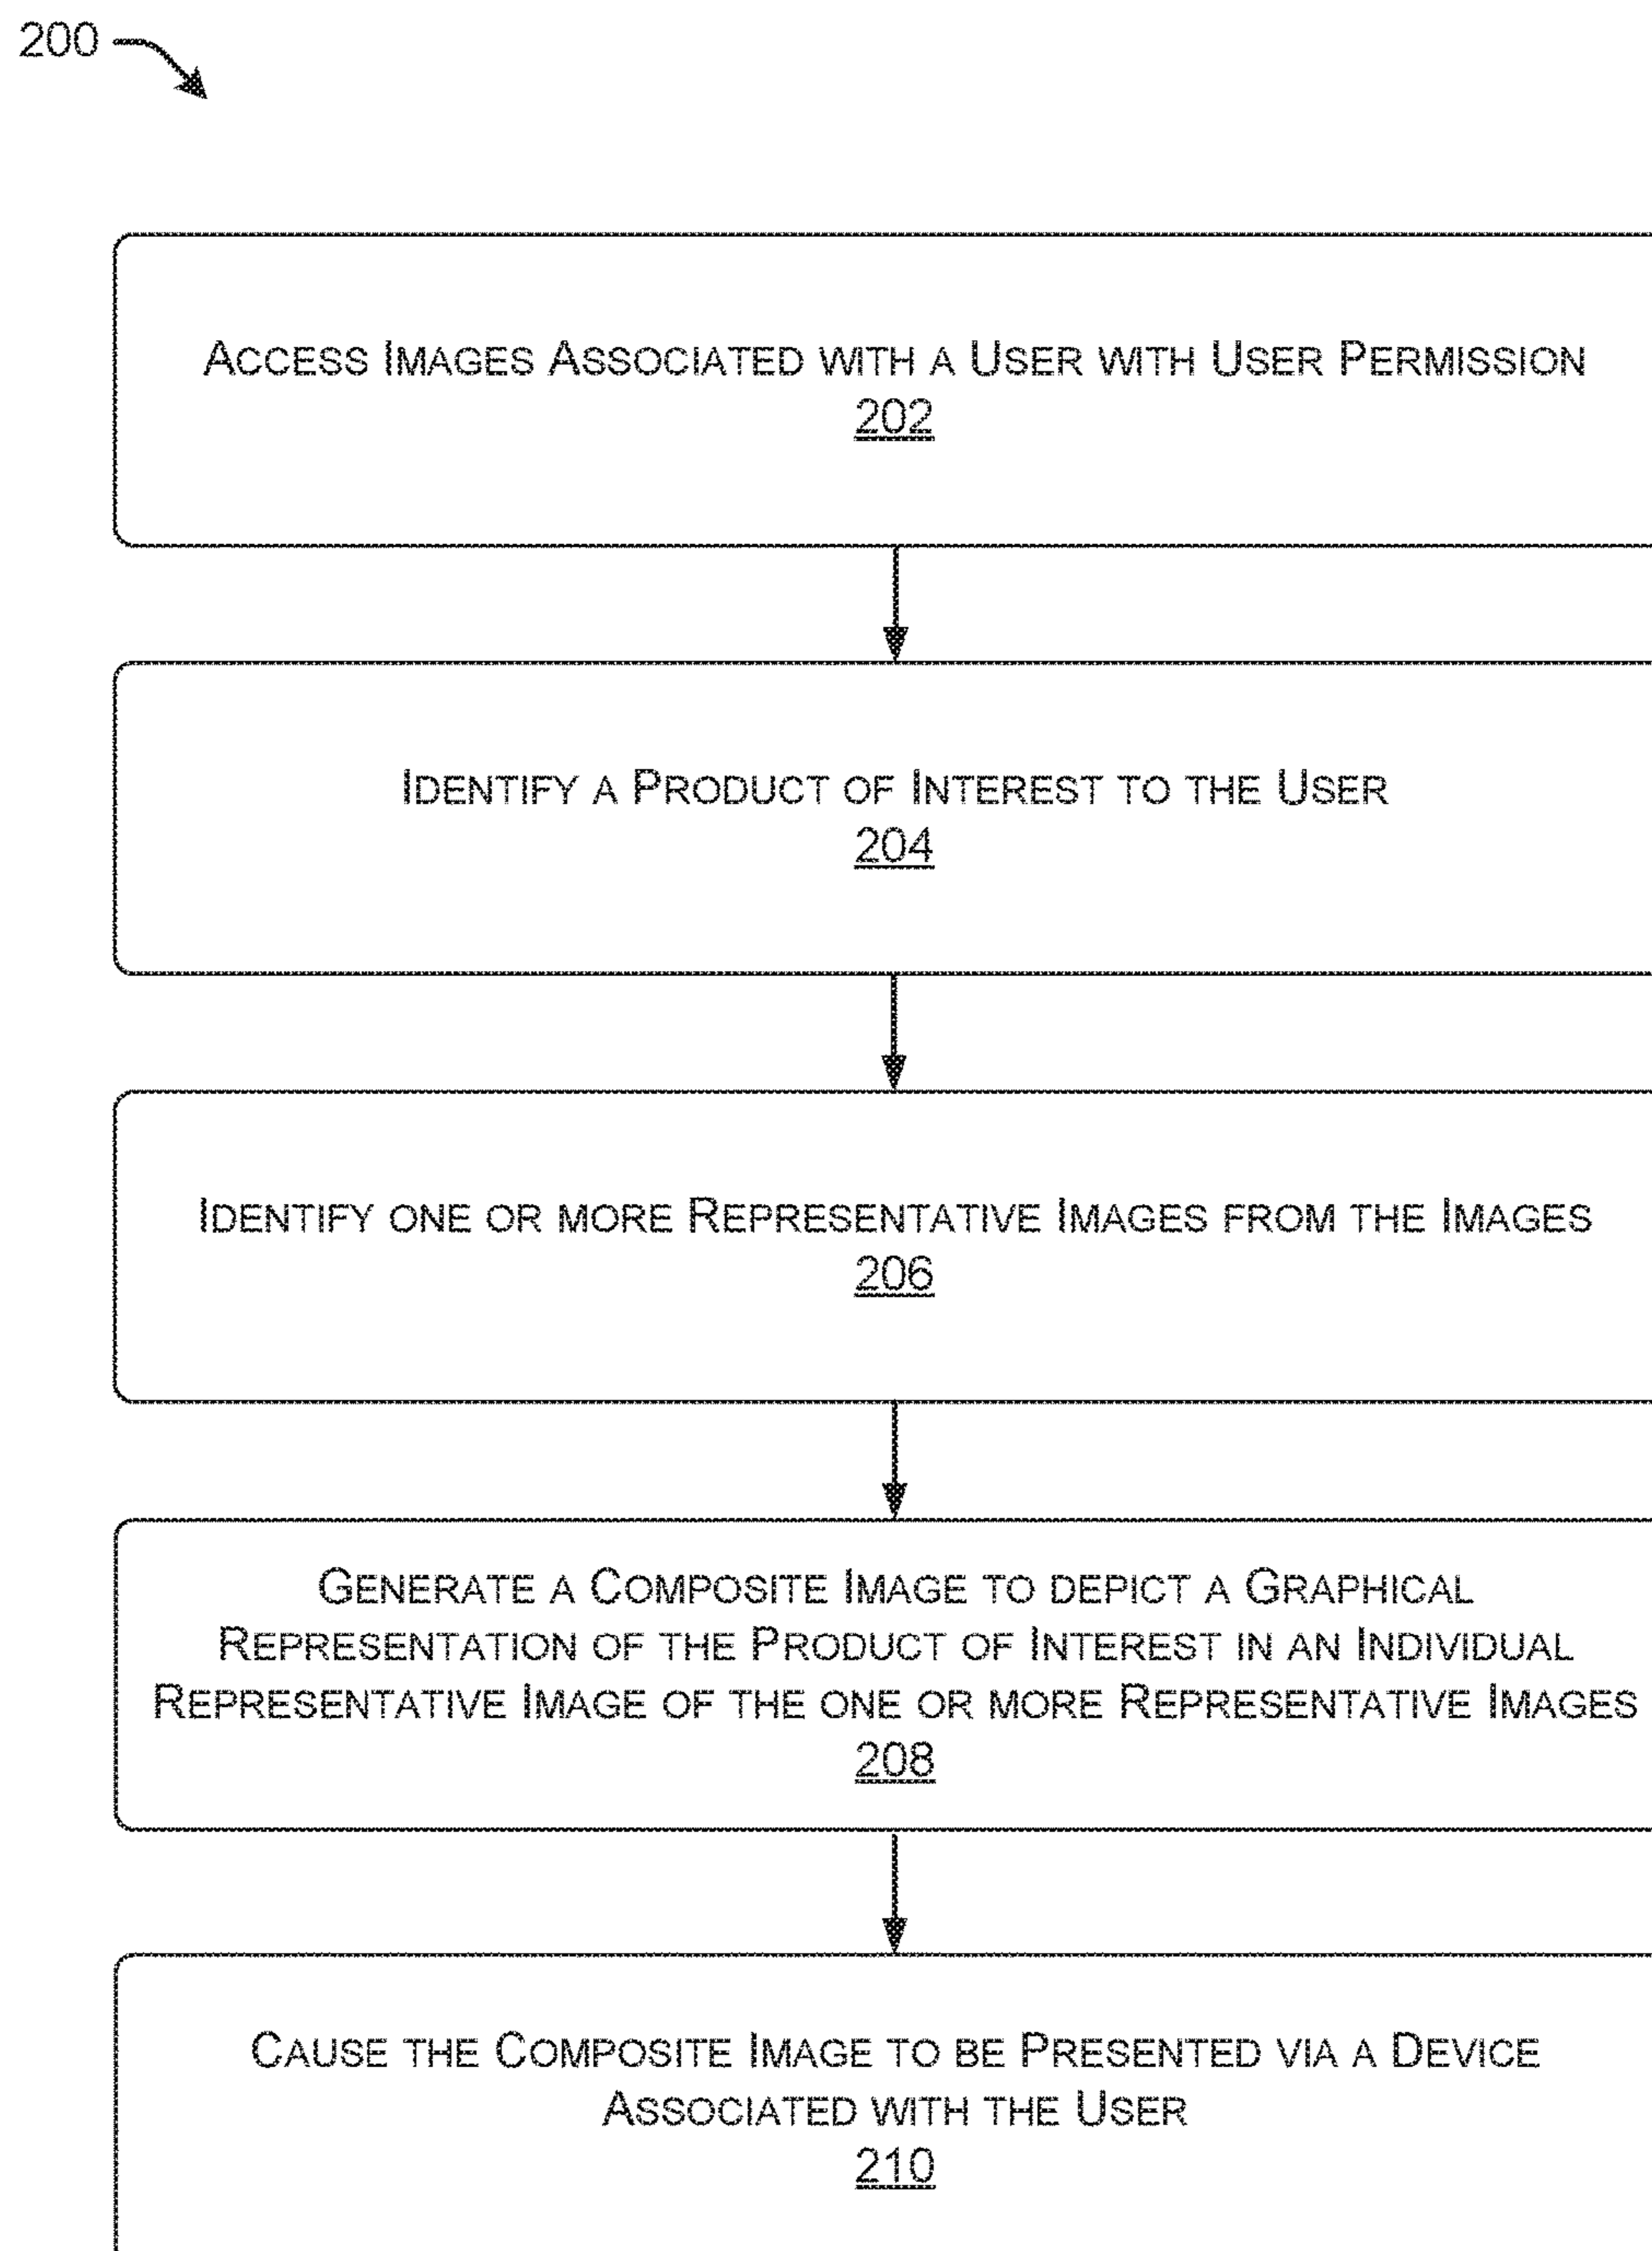 200
Access Images Associated with a User with User Permission
202
Identify a Product of Interest to the User
204
Identify one or more Representative Images from the Images
206
Generate a Composite Image to depict a Graphical
Representation of the Product of Interest in an Individual
Representative Image of the one or more Representative Images
208
Cause the Composite Image to be Presented via a Device
Associated with the User
210